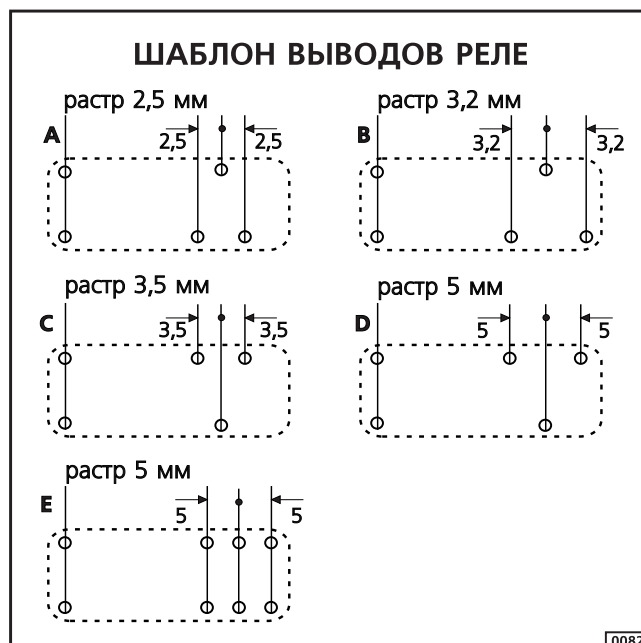 ШАБЛОН ВЫВОДОВ РЕЛЕ
растр 2,5 мм
A
2,5
2,5
растр 3,2 мм
B
3,2
3,2
растр 3,5 мм
C
3,5
3,5
растр 5 мм
D
5
5
растр 5 мм
E
5
5
0082